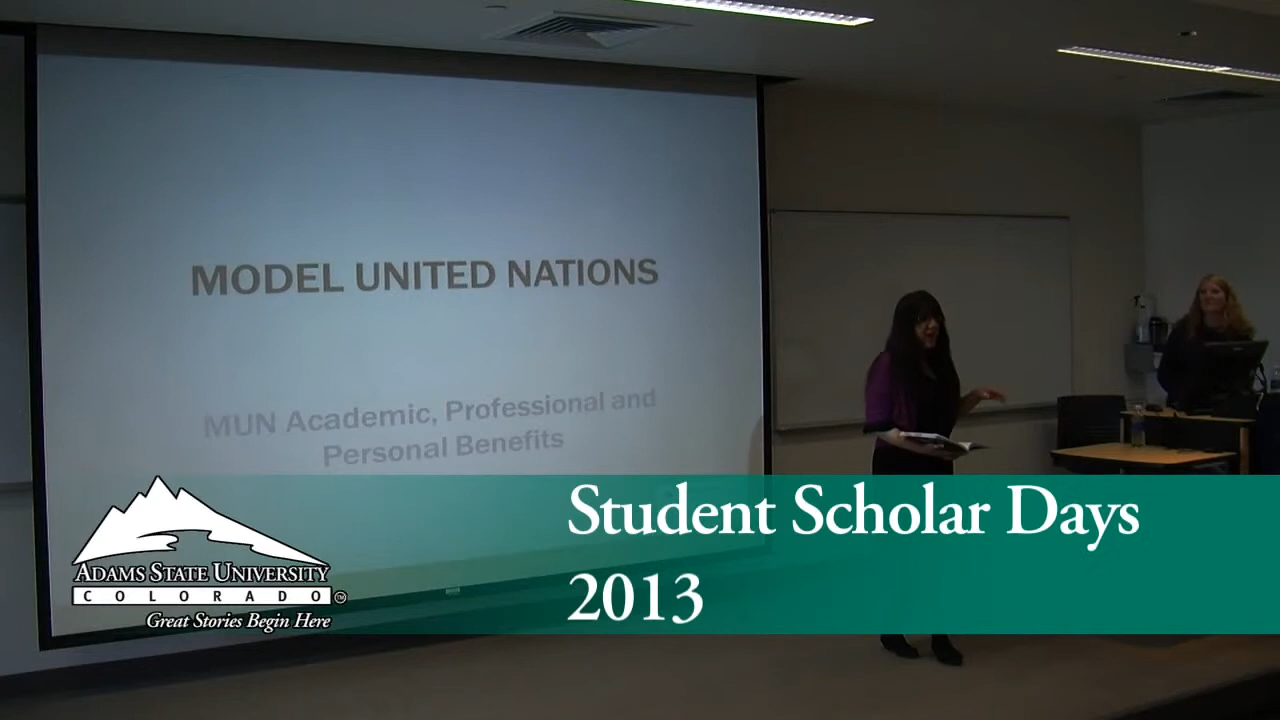 MODEL UNITED NATIONS
MUN Academic, Professional and
Personal Benefits
Student Scholar Days
2013
ADAMS STATE UNIVERSITY
COLORADO™
Great Stories Begin Here